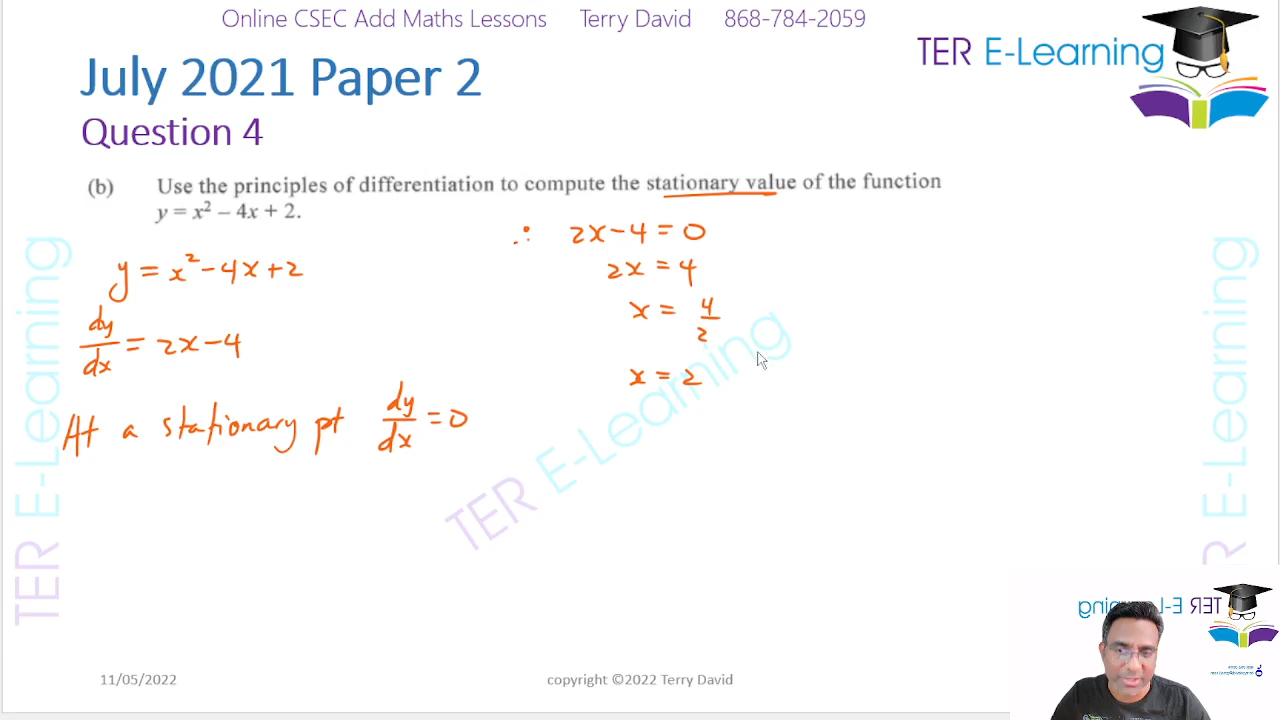 Online CSEC Add Maths Lessons Terry David 868-784-2059
TER E-Learning
July 2021 Paper 2
Question 4
(b) Use the principles of differentiation to compute the stationary value of the function
y = x² – 4x + 2.
y = x² - 4x + 2
dy/dx = 2x - 4
At a stationary pt dy/dx = 0
∴ 2x - 4 = 0
2x = 4
x = 4/2
x = 2
TER E-Learning
TER E-Learning
TER E-Learning
TER E-Learning
11/05/2022
copyright ©2022 Terry David